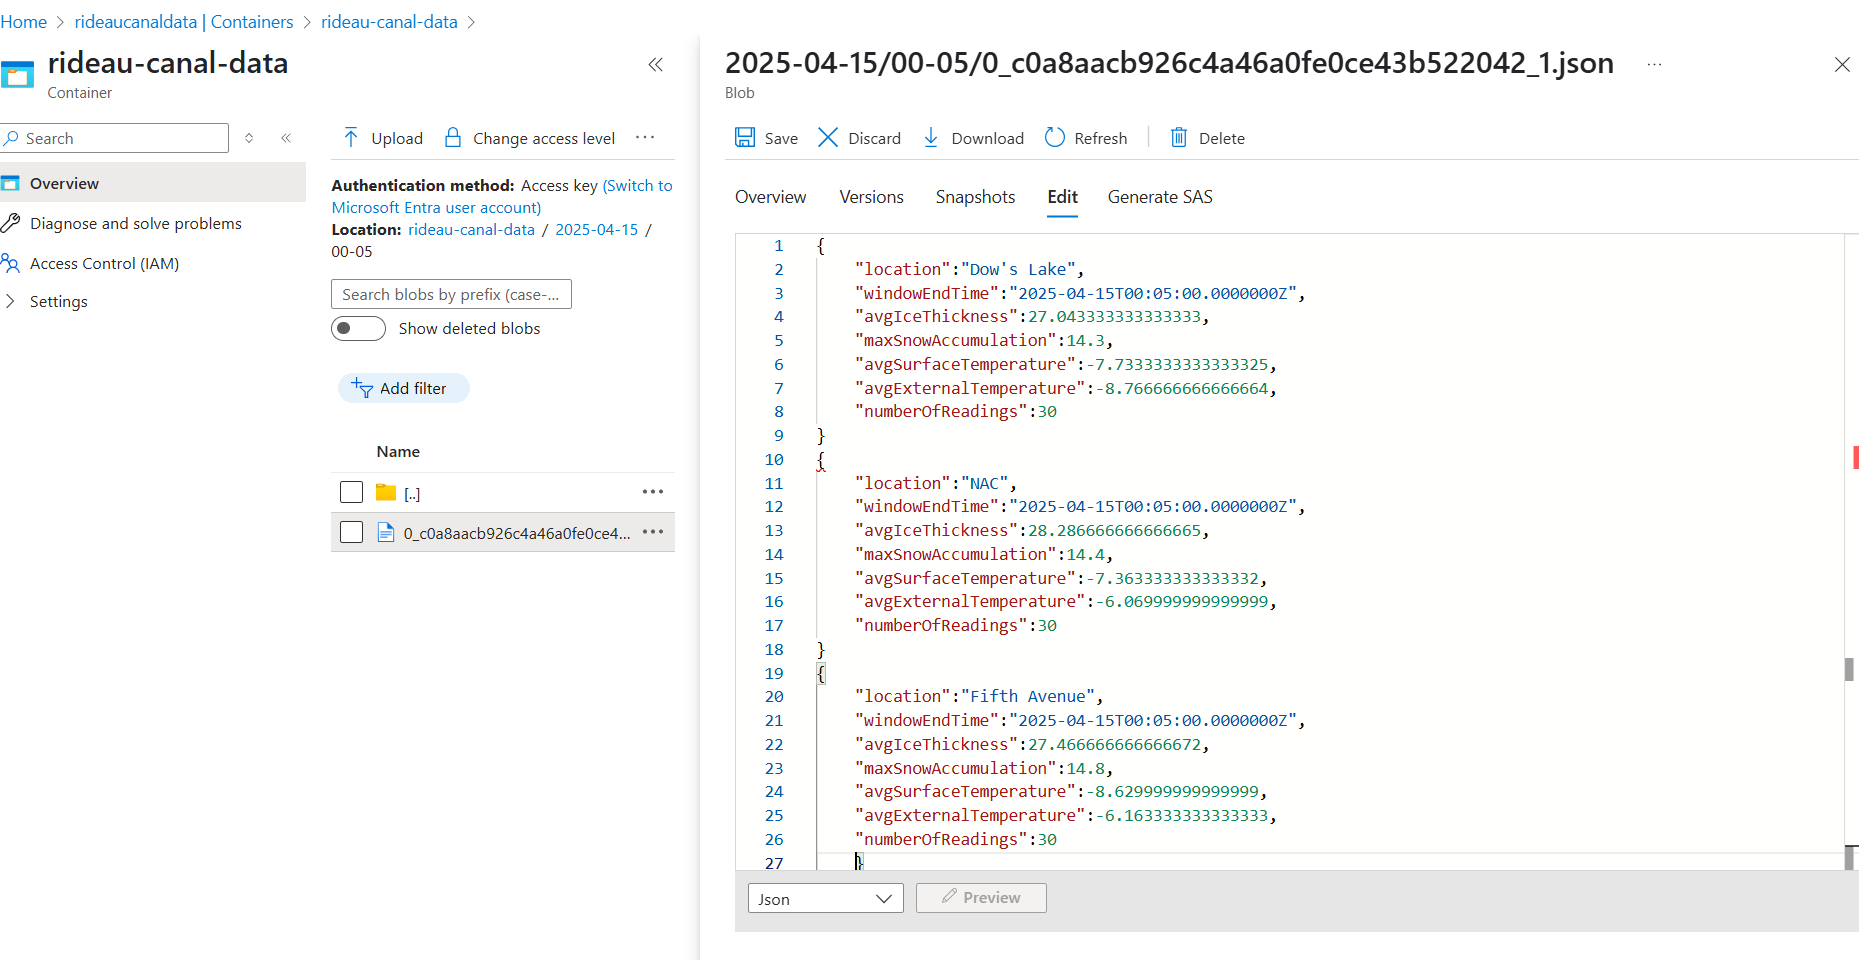 Home > rideaucanaldata | Containers > rideau-canal-data >
rideau-canal-data
Container
Search
Overview
Diagnose and solve problems
Access Control (IAM)
Settings
Upload
Change access level
Authentication method: Access key (Switch to
Microsoft Entra user account)
Location: rideau-canal-data / 2025-04-15 /
00-05
Search blobs by prefix (case-...
Show deleted blobs
Add filter
Name
[..]
0_c0a8aacb926c4a46a0fe0ce4...
2025-04-15/00-05/0_c0a8aacb926c4a46a0fe0ce43b522042_1.json
Blob
Save
Discard
Download
Refresh
Delete
Overview
Versions
Snapshots
Edit
Generate SAS
1 {
2 "location":"Dow's Lake",
3 "windowEndTime":"2025-04-15T00:05:00.0000000Z",
4 "avgIceThickness":27.043333333333333,
5 "maxSnowAccumulation":14.3,
6 "avgSurfaceTemperature":-7.7333333333333325,
7 "avgExternalTemperature":-8.766666666666664,
8 "numberOfReadings":30
9 }
10 {
11 "location":"NAC",
12 "windowEndTime":"2025-04-15T00:05:00.0000000Z",
13 "avgIceThickness":28.286666666666665,
14 "maxSnowAccumulation":14.4,
15 "avgSurfaceTemperature":-7.363333333333332,
16 "avgExternalTemperature":-6.069999999999999,
17 "numberOfReadings":30
18 }
19 {
20 "location":"Fifth Avenue",
21 "windowEndTime":"2025-04-15T00:05:00.0000000Z",
22 "avgIceThickness":27.466666666666672,
23 "maxSnowAccumulation":14.8,
24 "avgSurfaceTemperature":-8.629999999999999,
25 "avgExternalTemperature":-6.163333333333333,
26 "numberOfReadings":30
27 }
Json
Preview